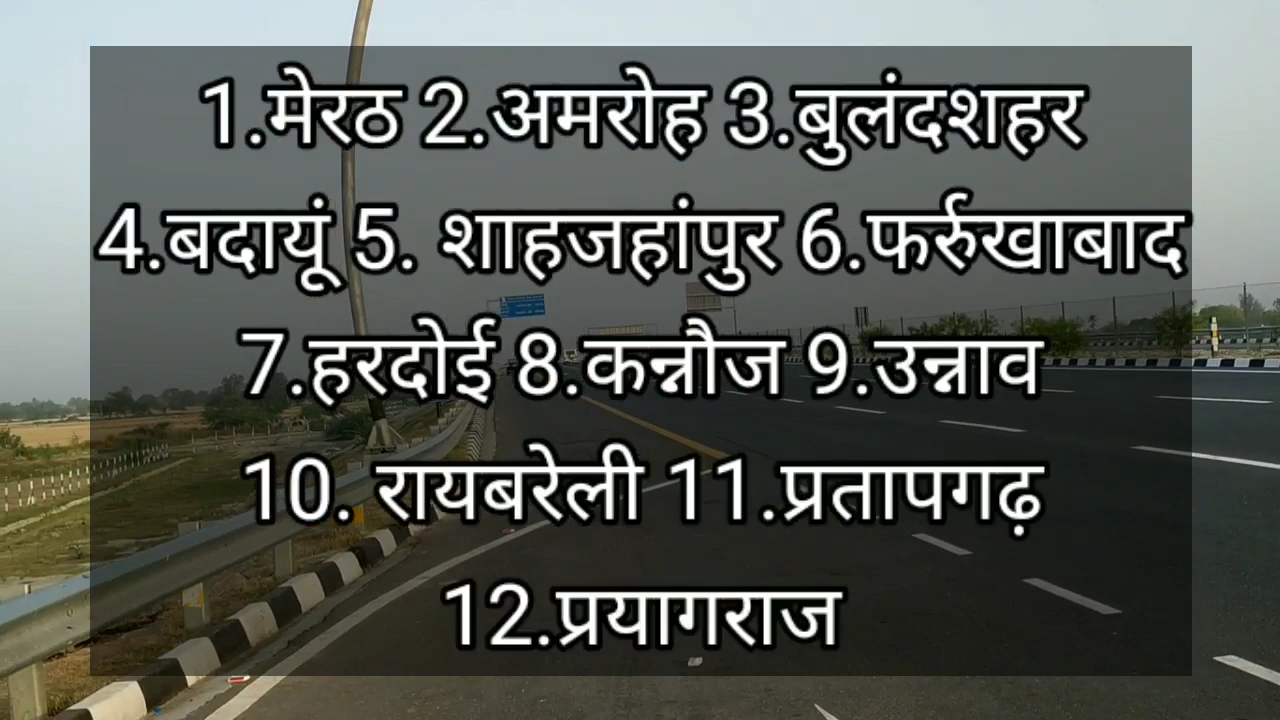 1.मेरठ 2.अमरोह 3.बुलंदशहर
4.बदायूं 5. शाहजहांपुर 6.फर्रुखाबाद
7.हरदोई 8.कन्नौज 9.उन्नाव
10. रायबरेली 11.प्रतापगढ़
12.प्रयागराज